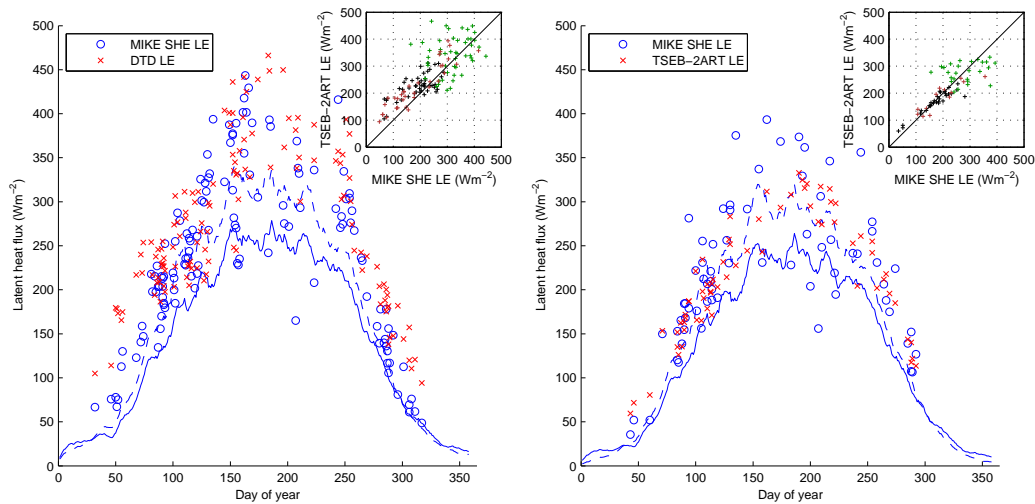 MIKE SHE LE
DTD LE
Latent heat flux (Wm−2)
450
400
350
300
250
200
150
100
50
0
0 50 100 150 200 250 300 350
Day of year
TSEB−2ART LE (Wm−2)
500
400
300
200
100
0
0 100 200 300 400 500
MIKE SHE LE (Wm−2)
MIKE SHE LE
TSEB−2ART LE
Latent heat flux (Wm−2)
450
400
350
300
250
200
150
100
50
0
0 50 100 150 200 250 300 350
Day of year
TSEB−2ART LE (Wm−2)
500
400
300
200
100
0
0 100 200 300 400 500
MIKE SHE LE (Wm−2)